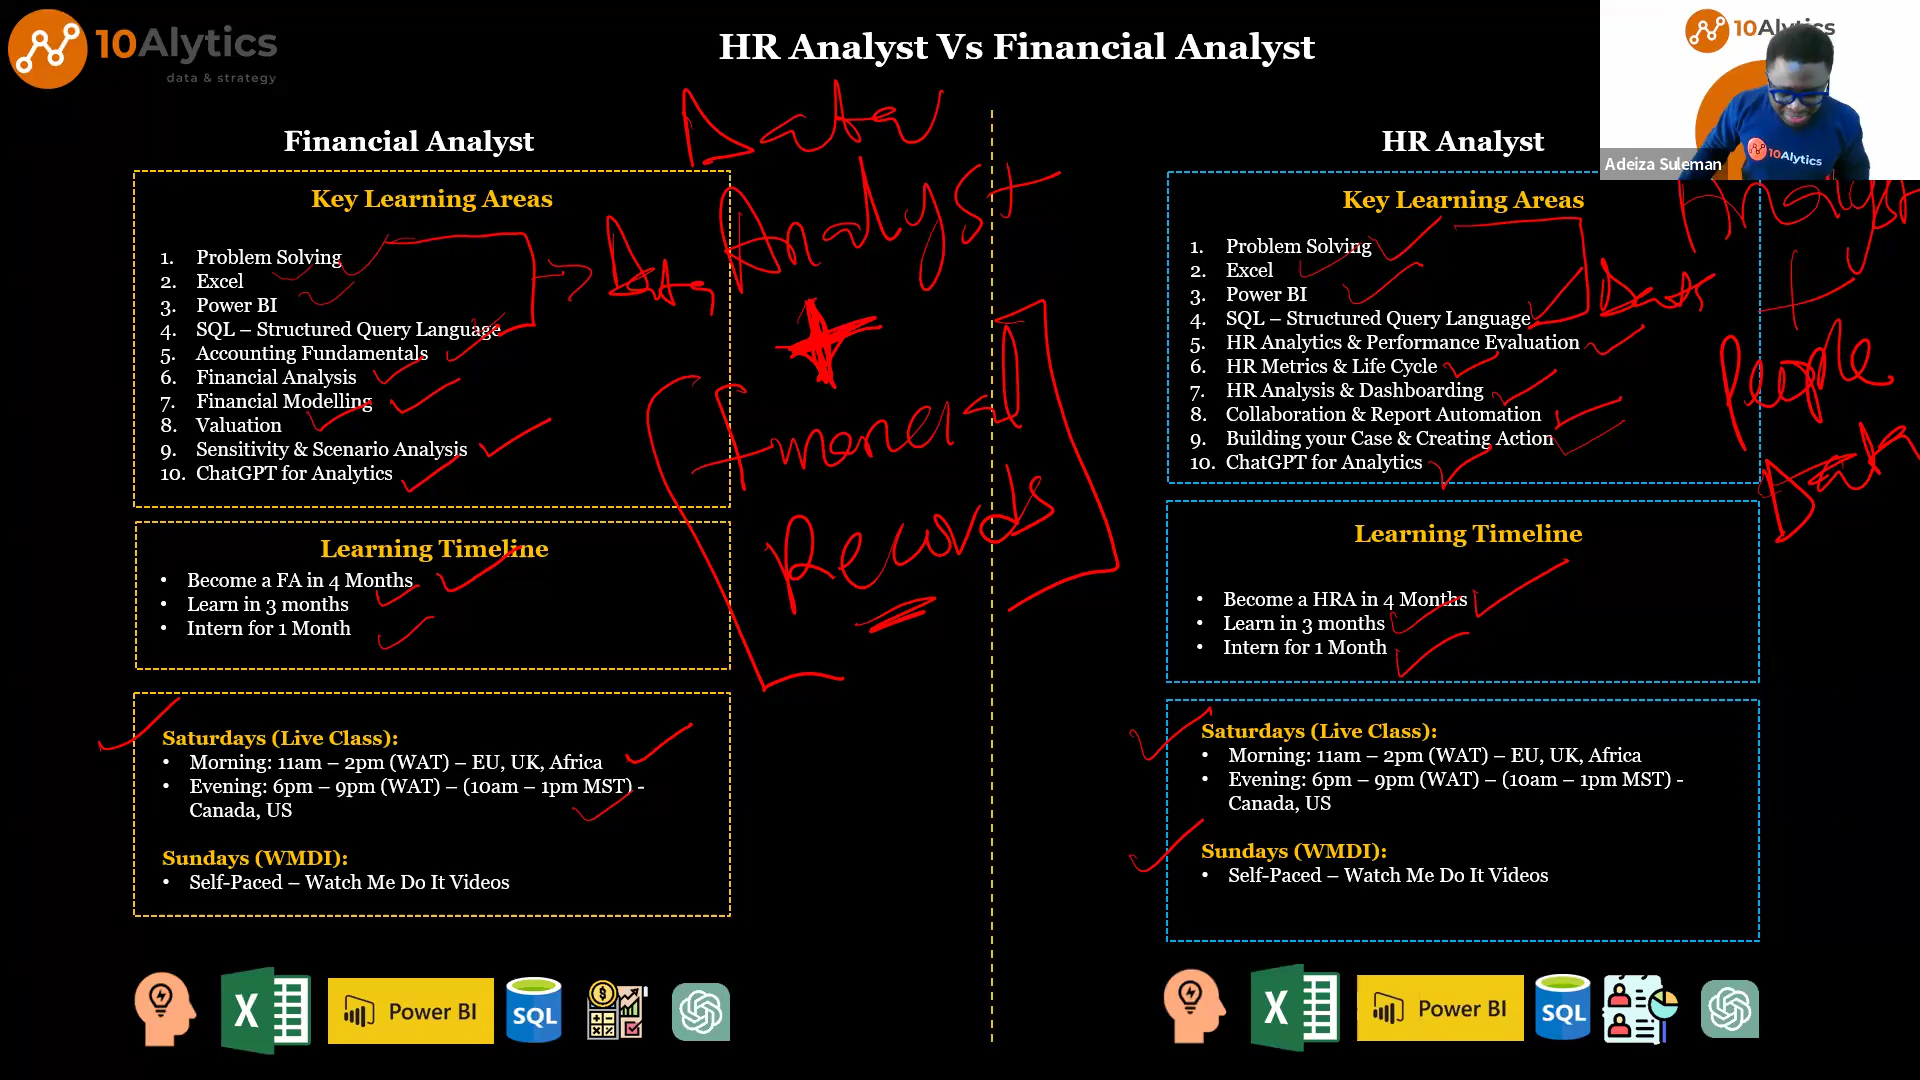 10Alytics
data & strategy
HR Analyst Vs Financial Analyst
10Alytics
10Alytics
Adeiza Suleman
Financial Analyst
Key Learning Areas
1. Problem Solving
2. Excel
3. Power BI
4. SQL – Structured Query Language
5. Accounting Fundamentals
6. Financial Analysis
7. Financial Modelling
8. Valuation
9. Sensitivity & Scenario Analysis
10. ChatGPT for Analytics
Learning Timeline
• Become a FA in 4 Months
• Learn in 3 months
• Intern for 1 Month
Saturdays (Live Class):
• Morning: 11am – 2pm (WAT) – EU, UK, Africa
• Evening: 6pm – 9pm (WAT) – (10am – 1pm MST) -
Canada, US
Sundays (WMDI):
• Self-Paced – Watch Me Do It Videos
Power BI
SQL
Data
Data
Analyst
+
Financial
Records
HR Analyst
Key Learning Areas
1. Problem Solving
2. Excel
3. Power BI
4. SQL – Structured Query Language
5. HR Analytics & Performance Evaluation
6. HR Metrics & Life Cycle
7. HR Analysis & Dashboarding
8. Collaboration & Report Automation
9. Building your Case & Creating Action
10. ChatGPT for Analytics
Data
Analyst
+
People
Data
Learning Timeline
• Become a HRA in 4 Months
• Learn in 3 months
• Intern for 1 Month
Saturdays (Live Class):
• Morning: 11am – 2pm (WAT) – EU, UK, Africa
• Evening: 6pm – 9pm (WAT) – (10am – 1pm MST) -
Canada, US
Sundays (WMDI):
• Self-Paced – Watch Me Do It Videos
Power BI
SQL